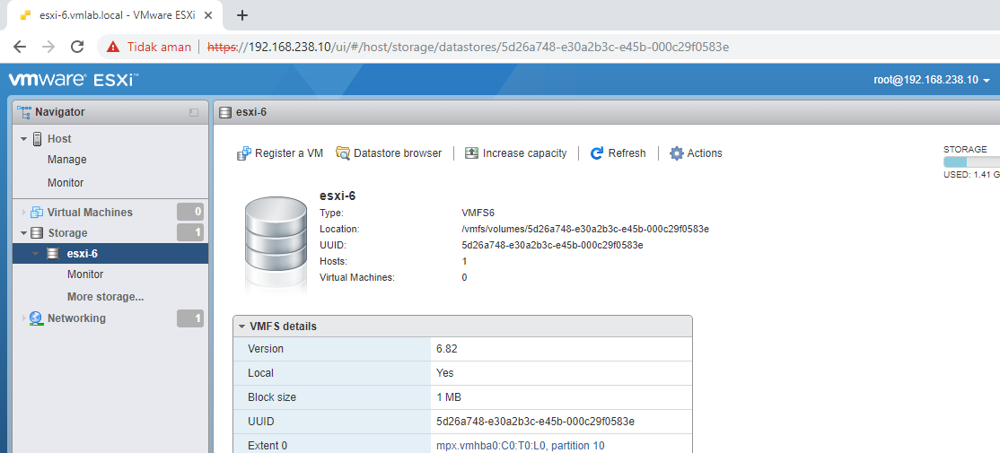 esxi-6.vmlab.local - VMware ESXi
Tidak aman https://192.168.238.10/ui/#/host/storage/datastores/5d26a748-e30a2b3c-e45b-000c29f0583e
vmware ESXi™ root@192.168.238.10
Navigator
esxi-6
Host
Manage
Monitor
Virtual Machines 0
Storage 1
esxi-6
Monitor
More storage...
Networking 1
Register a VM Datastore browser Increase capacity Refresh Actions
STORAGE
USED: 1.41 G
esxi-6
Type: VMFS6
Location: /vmfs/volumes/5d26a748-e30a2b3c-e45b-000c29f0583e
UUID: 5d26a748-e30a2b3c-e45b-000c29f0583e
Hosts: 1
Virtual Machines: 0
VMFS details
Version 6.82
Local Yes
Block size 1 MB
UUID 5d26a748-e30a2b3c-e45b-000c29f0583e
Extent 0 mpx.vmhba0:C0:T0:L0, partition 10